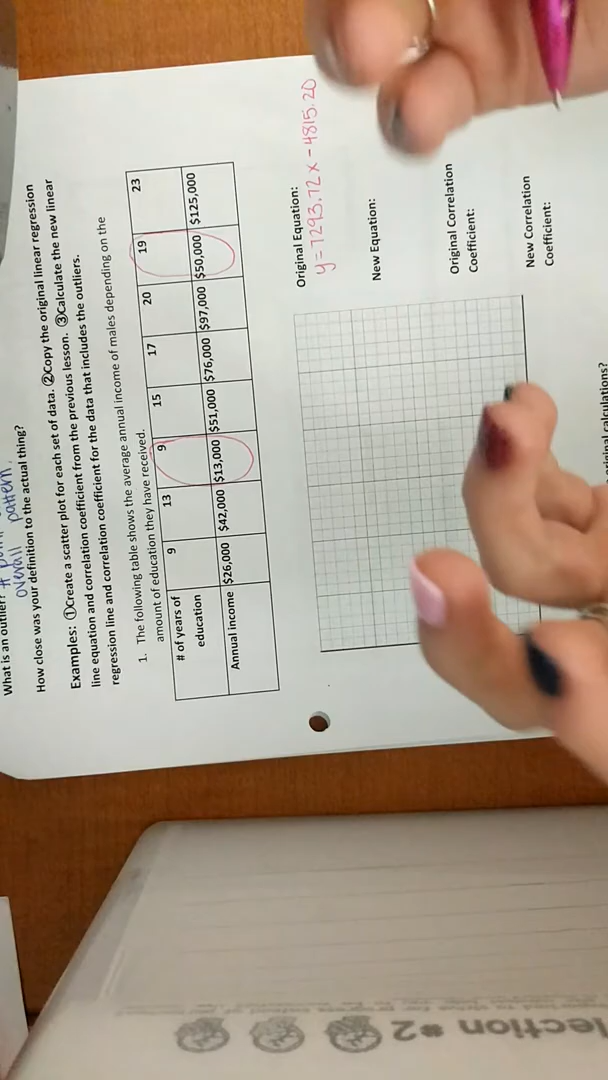 What is an outlier? A
overall pattern.
How close was your definition to the actual thing?
Examples: ①Create a scatter plot for each set of data. ②Copy the original linear regression
line equation and correlation coefficient from the previous lesson. ③Calculate the new linear
regression line and correlation coefficient for the data that includes the outliers.
1. The following table shows the average annual income of males depending on the
amount of education they have received.
# of years of education 9 13 9 15 17 20 19 23
Annual income $26,000 $42,000 $13,000 $51,000 $76,000 $97,000 $50,000 $125,000
Original Equation:
y=7293.72x-4815.20
New Equation:
Original Correlation
Coefficient:
New Correlation
Coefficient:
original calculations?
lection #2